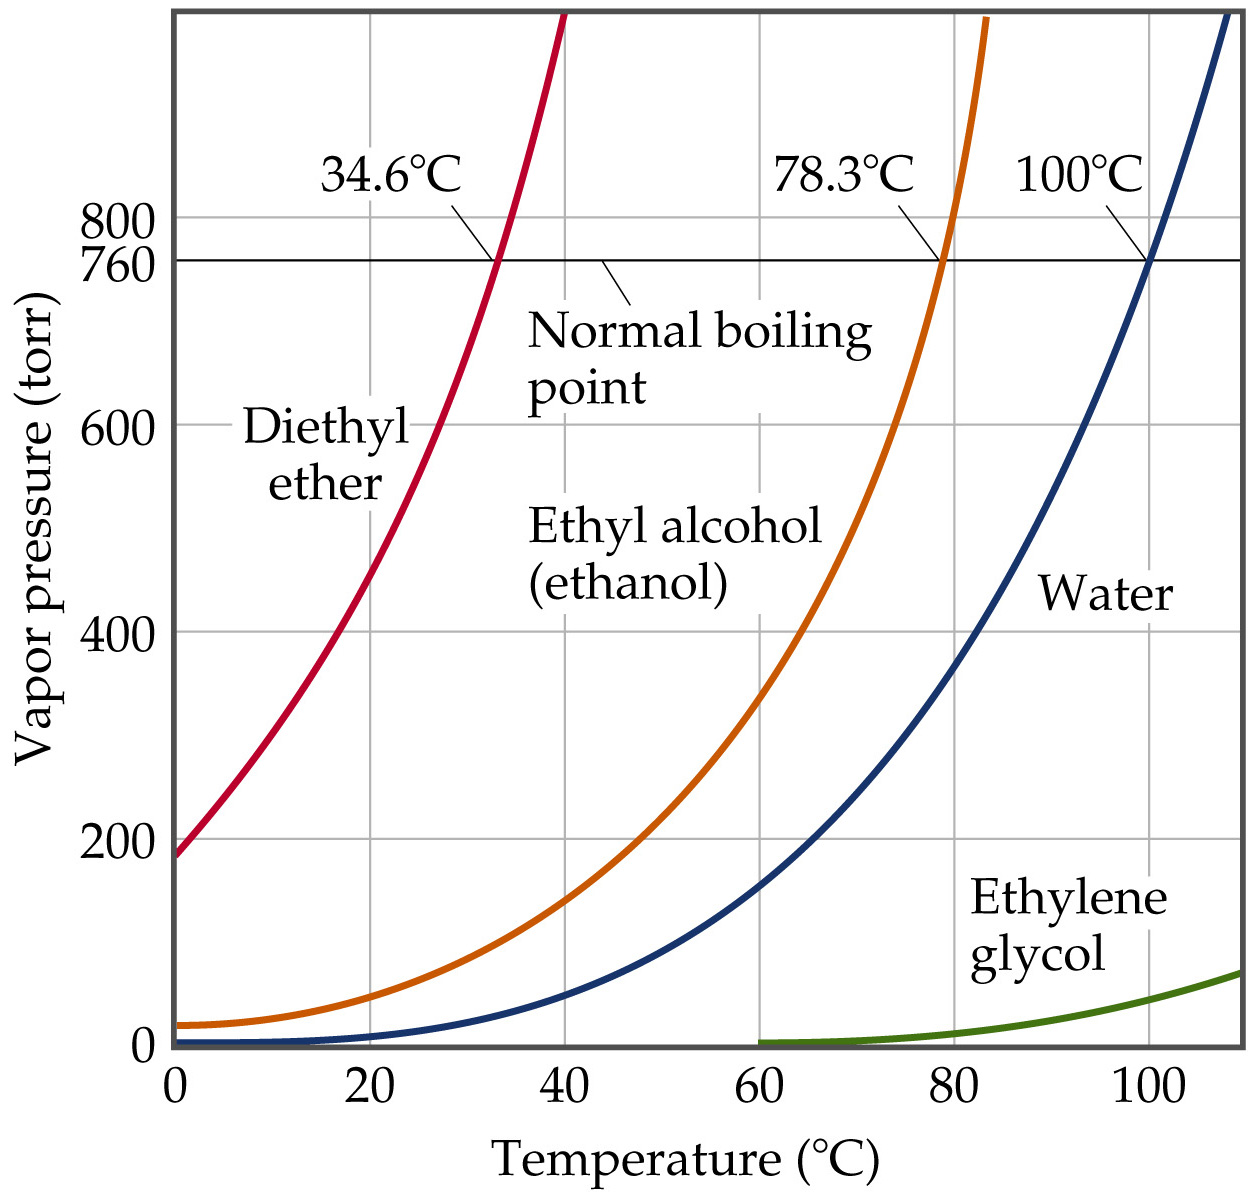 34.6°C
78.3°C
100°C
800
760
Normal boiling
point
Diethyl
ether
600
Ethyl alcohol
(ethanol)
Water
400
200
Ethylene
glycol
0
Vapor pressure (torr)
0 20 40 60 80 100
Temperature (°C)